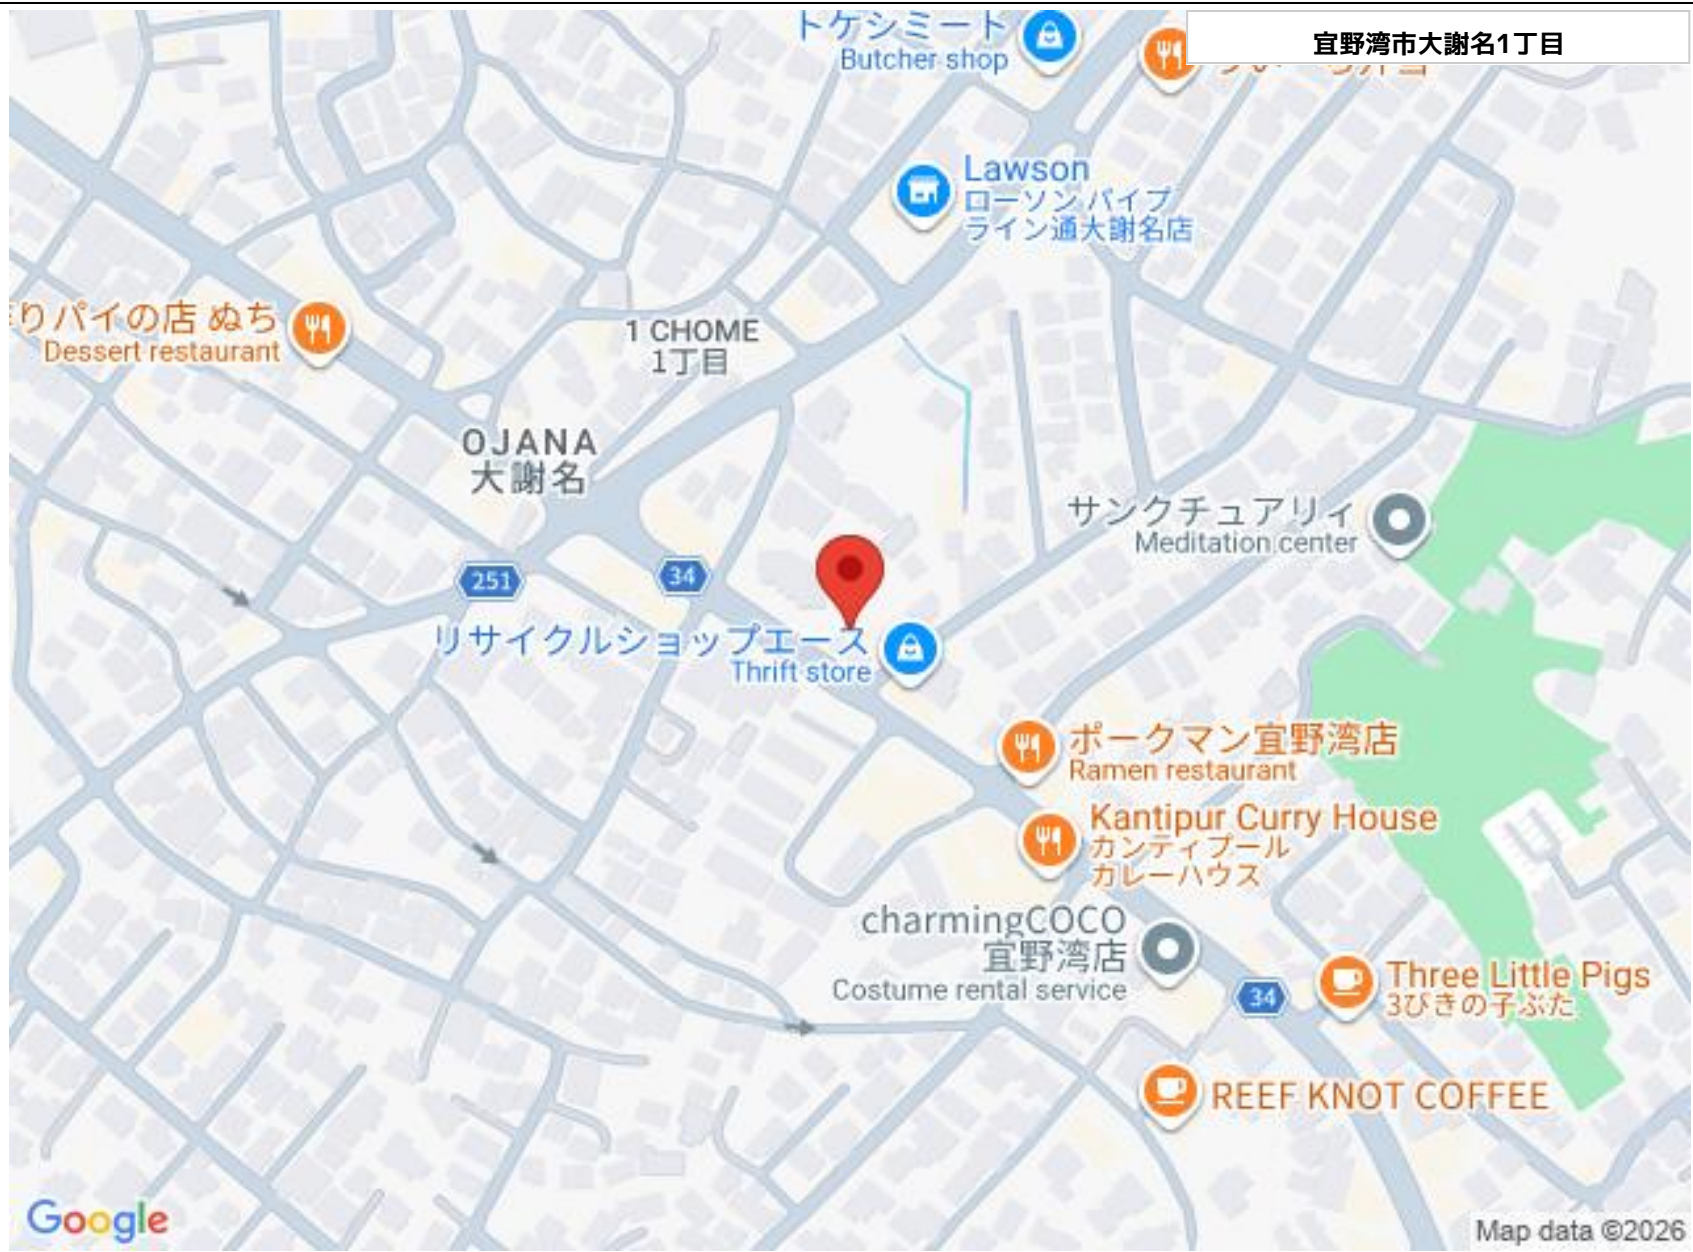 宜野湾市大謝名1丁目
トケシミート
Butcher shop
Lawson
ローソン パイプ
ライン通大謝名店
りパイの店 ぬち
Dessert restaurant
1 CHOME
1丁目
OJANA
大謝名
サンクチュアリィ
Meditation center
251
34
リサイクルショップエース
Thrift store
ポークマン宜野湾店
Ramen restaurant
Kantipur Curry House
カンティプール
カレーハウス
charmingCOCO
宜野湾店
Costume rental service
34
Three Little Pigs
3びきの子ぶた
REEF KNOT COFFEE
Google
Map data ©2026